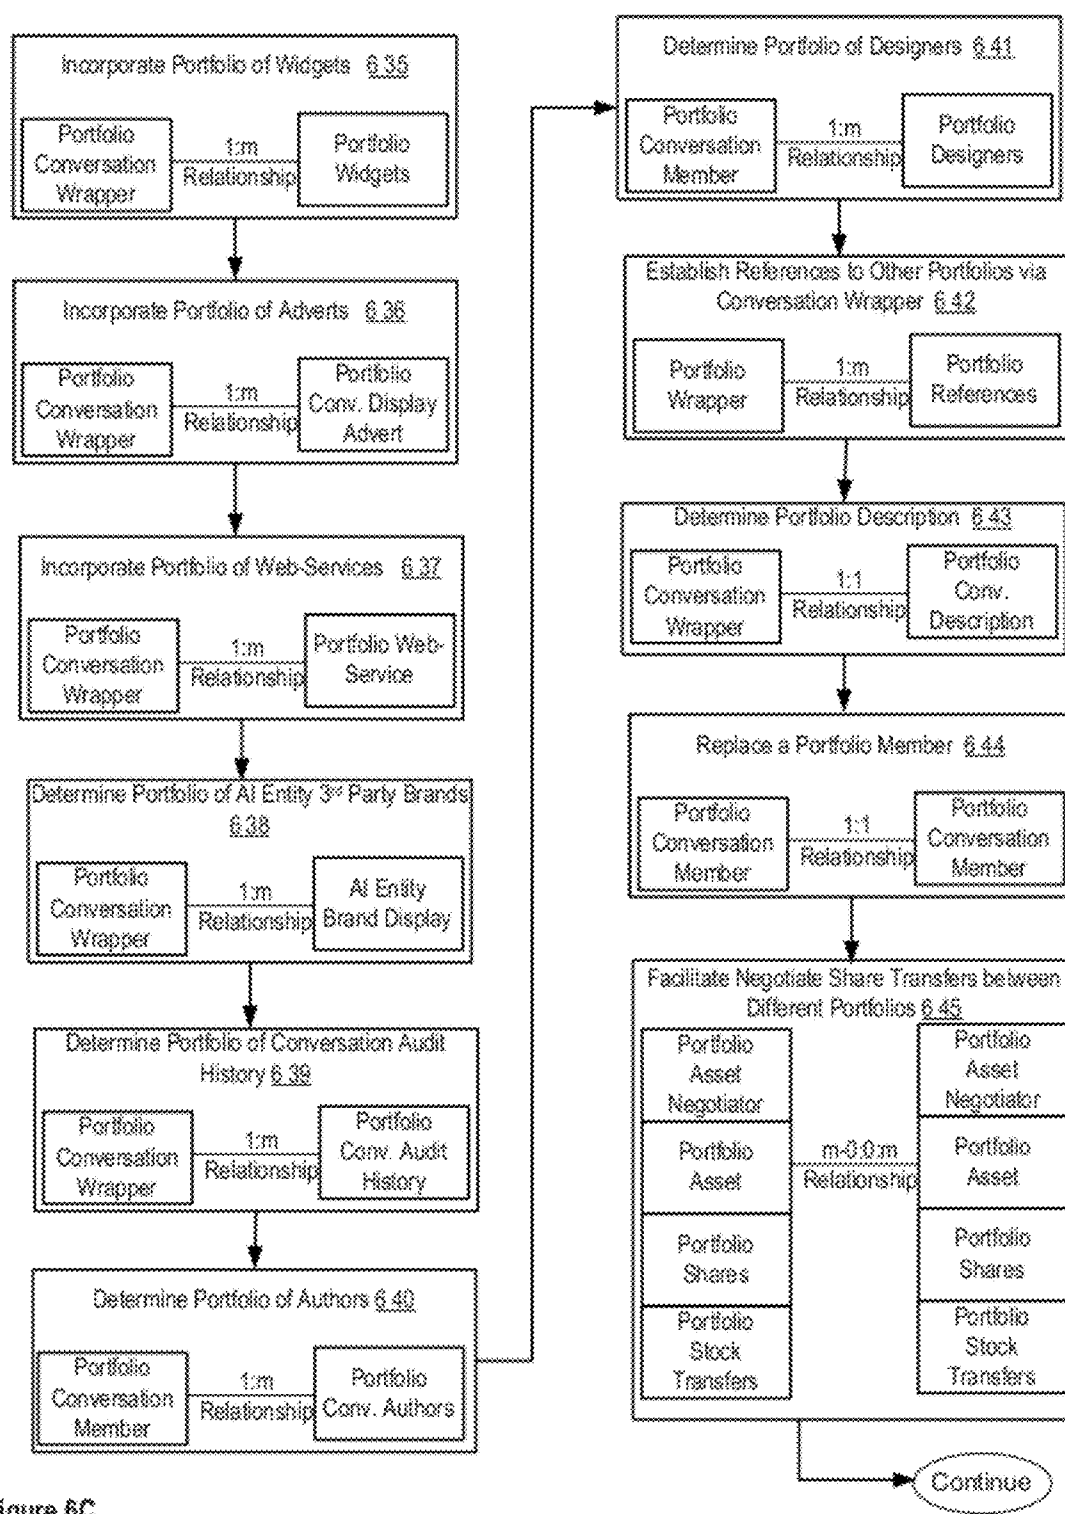 Incorporate Portfolio of Widgets 6.35
Portfolio
Conversation
Wrapper
1:m
Relationship
Portfolio
Widgets
Incorporate Portfolio of Adverts 6.36
Portfolio
Conversation
Wrapper
1:m
Relationship
Portfolio
Conv. Display
Advert
Incorporate Portfolio of Web-Services 6.37
Portfolio
Conversation
Wrapper
1:m
Relationship
Portfolio Web-
Service
Determine Portfolio of AI Entity 3rd Party Brands
6.38
Portfolio
Conversation
Wrapper
1:m
Relationship
AI Entity
Brand Display
Determine Portfolio of Conversation Audit
History 6.39
Portfolio
Conversation
Wrapper
1:m
Relationship
Portfolio
Conv. Audit
History
Determine Portfolio of Authors 6.40
Portfolio
Conversation
Member
1:m
Relationship
Portfolio
Conv. Authors
Determine Portfolio of Designers 6.41
Portfolio
Conversation
Member
1:m
Relationship
Portfolio
Designers
Establish References to Other Portfolios via
Conversation Wrapper 6.42
Portfolio
Wrapper
1:m
Relationship
Portfolio
References
Determine Portfolio Description 6.43
Portfolio
Conversation
Wrapper
1:1
Relationship
Portfolio
Conv.
Description
Replace a Portfolio Member 6.44
Portfolio
Conversation
Member
1:1
Relationship
Portfolio
Conversation
Member
Facilitate Negotiate Share Transfers between
Different Portfolios 6.45
Portfolio
Asset
Negotiator
Portfolio
Asset
Portfolio
Shares
Portfolio
Stock
Transfers
m-0:0:m
Relationship
Portfolio
Asset
Negotiator
Portfolio
Asset
Portfolio
Shares
Portfolio
Stock
Transfers
Continue
igure 6C